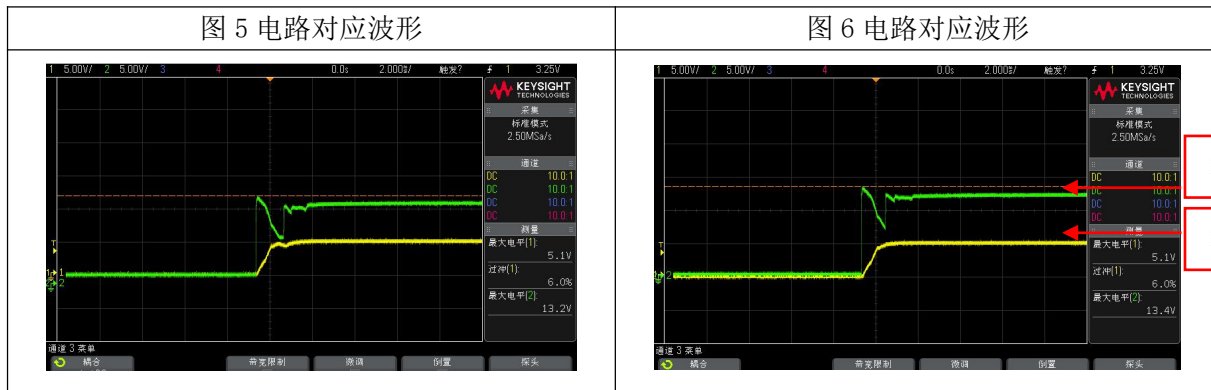 图 5 电路对应波形
图 6 电路对应波形
1 5.00V/ 2 5.00V/ 3 4 0.0s 2.000s/ 触发? 1 3.25V
KEYSIGHT
TECHNOLOGIES
采集
标准模式
2.50MSa/s
通道
DC 10.0:1
DC 10.0:1
DC 10.0:1
DC 10.0:1
测量
最大电平(1):
5.1V
过冲(1):
6.0%
最大电平(2):
13.2V
T
1
2
通道 3 菜单
耦合
带宽限制
微调
倒置
探头
1 5.00V/ 2 5.00V/ 3 4 0.0s 2.000s/ 触发? 1 3.25V
KEYSIGHT
TECHNOLOGIES
采集
标准模式
2.50MSa/s
通道
DC 10.0:1
DC 10.0:1
DC 10.0:1
DC 10.0:1
测量
最大电平(1):
5.1V
过冲(1):
6.0%
最大电平(2):
13.4V
T
2
通道 3 菜单
耦合
带宽限制
微调
倒置
探头